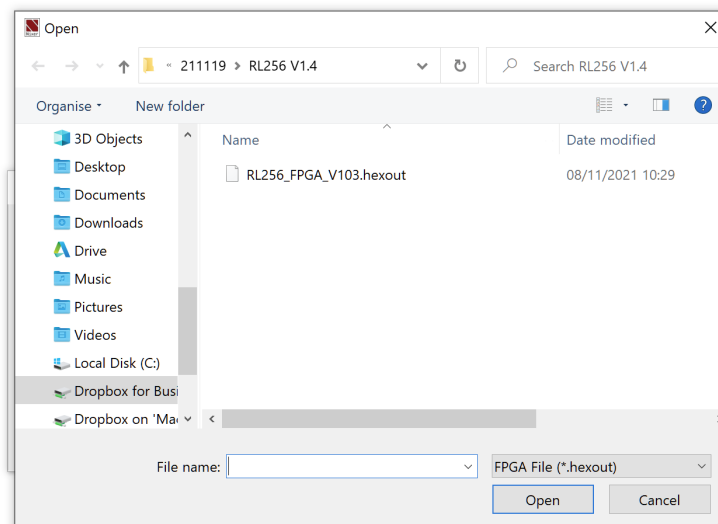 Open
« 211119 > RL256 V1.4
Search RL256 V1.4
Organise
New folder
?
Name
Date modified
3D Objects
Desktop
Documents
Downloads
Drive
Music
Pictures
Videos
Local Disk (C:)
Dropbox for Busi
Dropbox on 'Mac
RL256_FPGA_V103.hexout
08/11/2021 10:29
File name:
FPGA File (*.hexout)
Open
Cancel